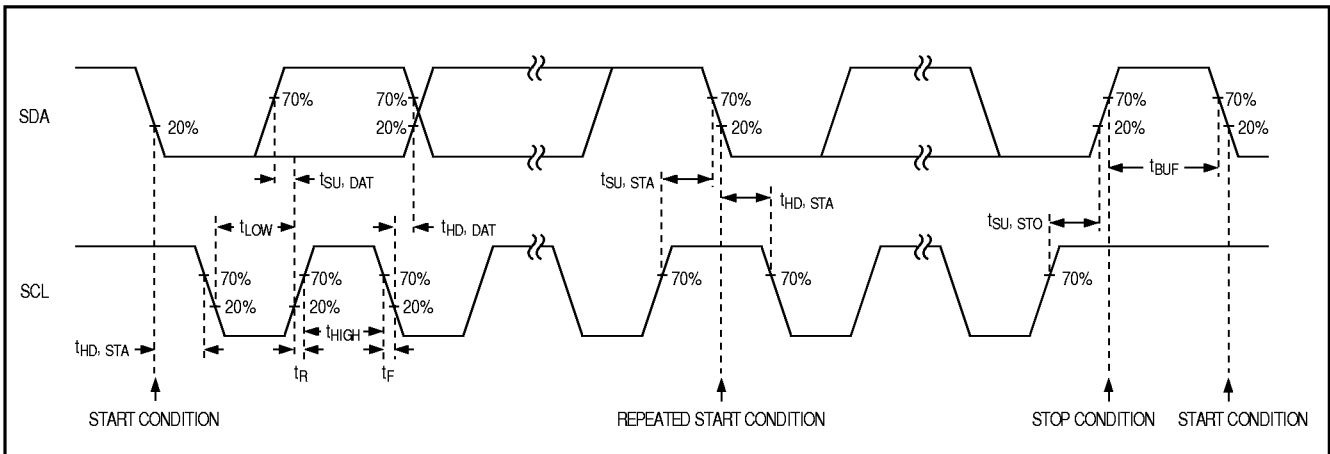 SDA
20%
70%
70%
20%
70%
20%
70%
20%
70%
20%
tSU, DAT
tSU, STA
tBUF
tLOW
tHD, DAT
tHD, STA
tSU, STO
SCL
70%
20%
70%
20%
70%
20%
70%
70%
70%
tHD, STA
tHIGH
tR
tF
START CONDITION
REPEATED START CONDITION
STOP CONDITION
START CONDITION